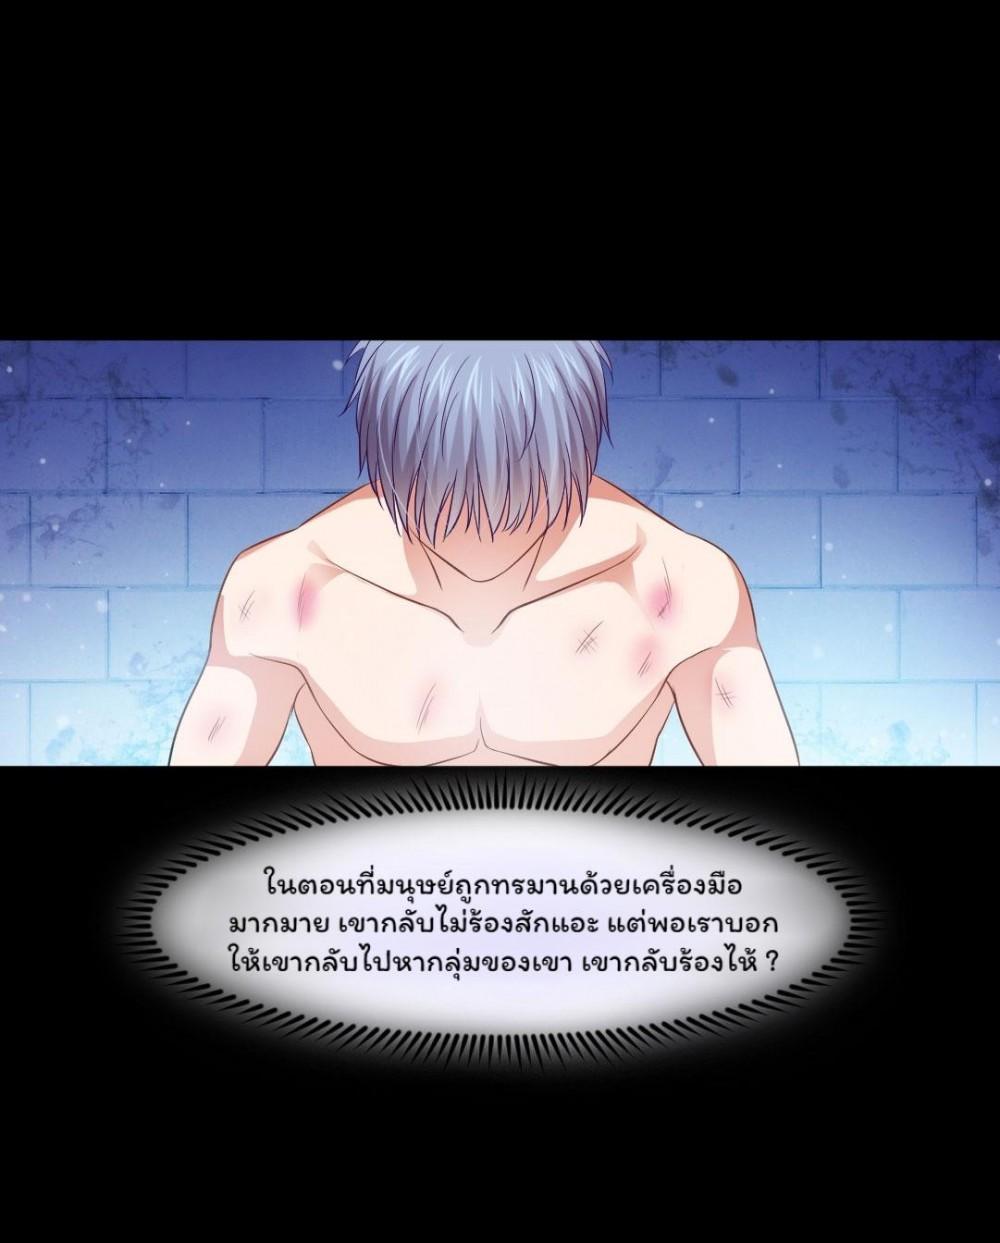 ในตอนที่มนุษย์ถูกทรมานด้วยเครื่องมือ
มากมาย เขากลับไม่ร้องสักแอะ แต่พอเราบอก
ให้เขากลับไปหากลุ่มของเขา เขากลับร้องไห้ ?